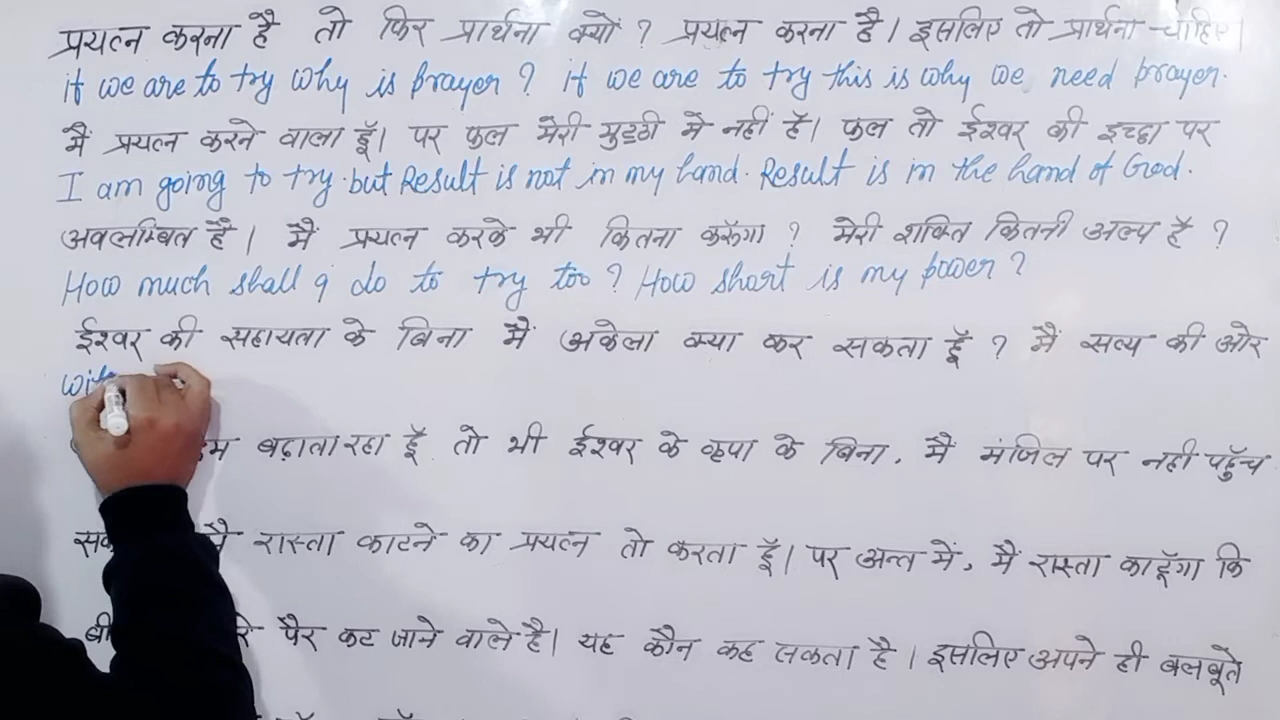 प्रयत्न करना है तो फिर प्रार्थना क्यों ? प्रयत्न करना है। इसलिए तो प्रार्थना चाहिए।
if we are to try why is prayer ? if we are to try this is why we need prayer.
मैं प्रयत्न करने वाला हूँ। पर फल मेरी मुट्ठी मे नहीं है। फल तो ईश्वर की इच्छा पर
I am going to try but Result is not in my hand. Result is in the hand of God.
अवलम्बित है। मैं प्रयत्न करके भी कितना करूँगा ? मेरी शक्ति कितनी अल्प है ?
How much shall I do to try too ? How short is my power ?
ईश्वर की सहायता के बिना मैं अकेला क्या कर सकता हूँ ? मैं सत्य की ओर
बढ़ाता रहा हूँ तो भी ईश्वर के कृपा के बिना, मैं मंजिल पर नही पहुँच
रास्ता काटने का प्रयत्न तो करता हूँ। पर अन्त में, मैं रास्ता काटूँगा कि
पैर कट जाने वाले है। यह कौन कह सकता है। इसलिए अपने ही बलबूते